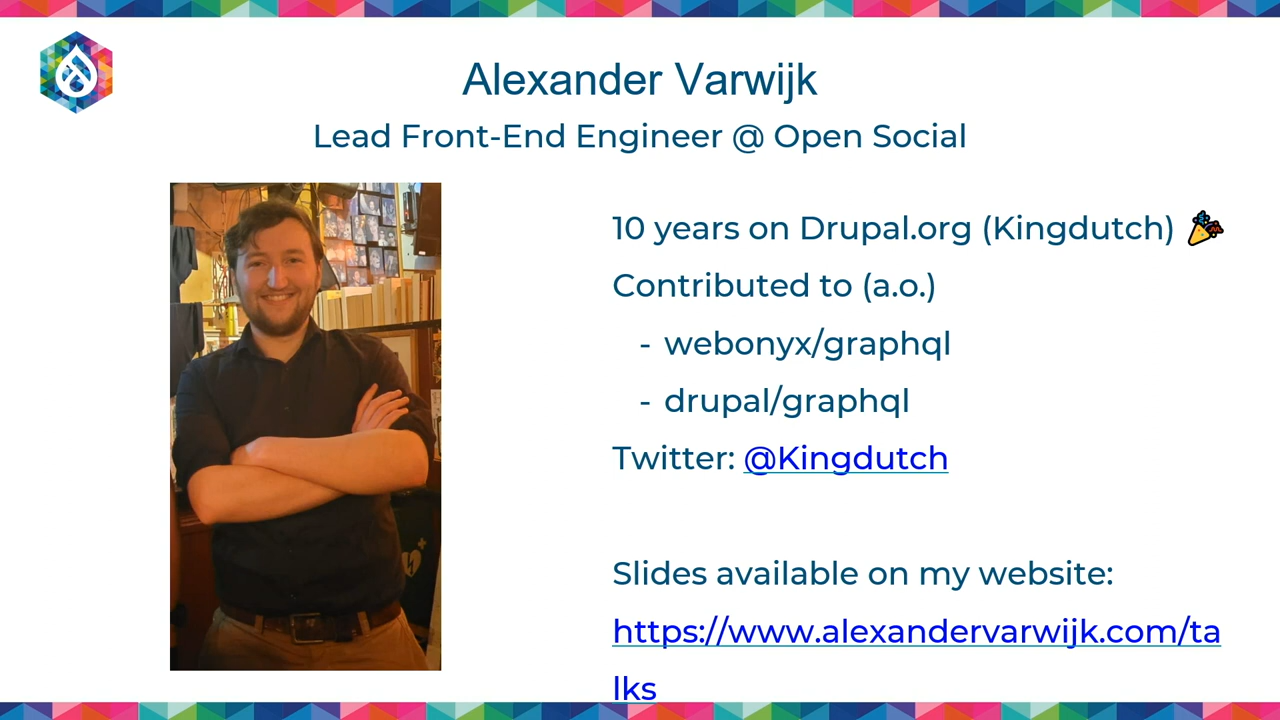 Alexander Varwijk
Lead Front-End Engineer @ Open Social
10 years on Drupal.org (Kingdutch) 🎉
Contributed to (a.o.)
- webonyx/graphql
- drupal/graphql
Twitter: @Kingdutch
Slides available on my website:
https://www.alexandervarwijk.com/ta
lks